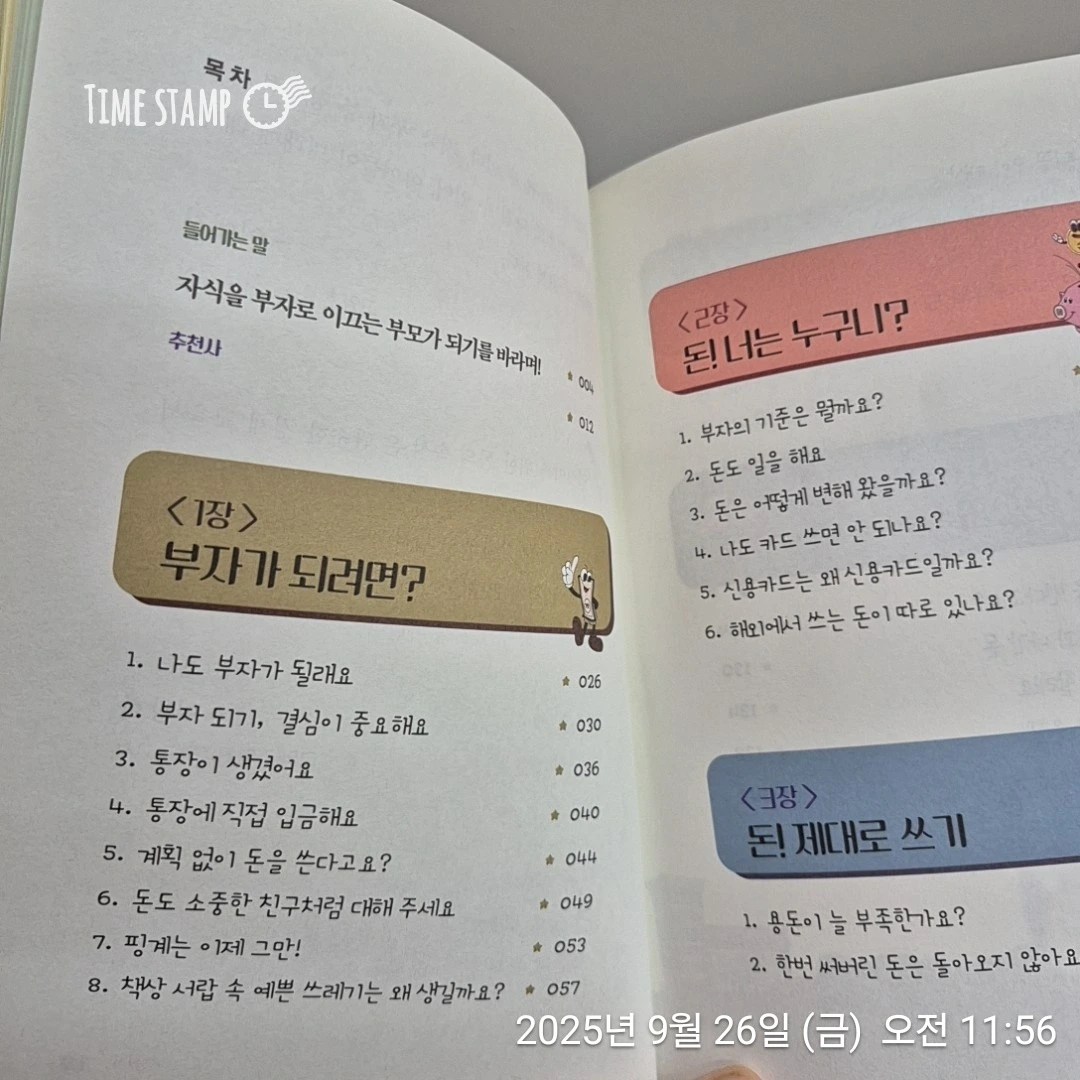 목차
TIME STAMP
들어가는 말
자식을 부자로 이끄는 부모가 되기를 바라며! 004
추천사 012
<1장>
부자가 되려면?
1. 나도 부자가 될래요 026
2. 부자 되기, 결심이 중요해요 030
3. 통장이 생겼어요 036
4. 통장에 직접 입금해요 040
5. 계획 없이 돈을 쓴다고요? 044
6. 돈도 소중한 친구처럼 대해 주세요 049
7. 핑계는 이제 그만! 053
8. 책상 서랍 속 예쁜 쓰레기는 왜 생길까요? 057
<2장>
돈! 너는 누구니?
1. 부자의 기준은 뭘까요?
2. 돈도 일을 해요
3. 돈은 어떻게 변해 왔을까요?
4. 나도 카드 쓰면 안 되나요?
5. 신용카드는 왜 신용카드일까요?
6. 해외에서 쓰는 돈이 따로 있나요?
<3장>
돈! 제대로 쓰기
1. 용돈이 늘 부족한가요?
2. 한번 써버린 돈은 돌아오지 않아요
2025년 9월 26일 (금) 오전 11:56